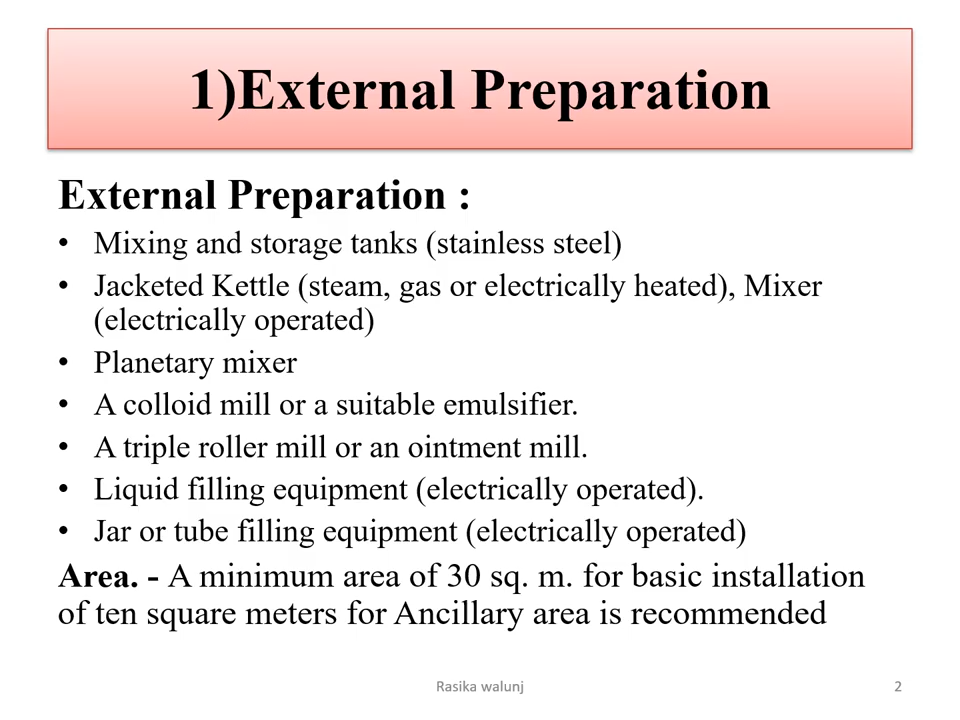 1)External Preparation
External Preparation :
• Mixing and storage tanks (stainless steel)
• Jacketed Kettle (steam, gas or electrically heated), Mixer
(electrically operated)
• Planetary mixer
• A colloid mill or a suitable emulsifier.
• A triple roller mill or an ointment mill.
• Liquid filling equipment (electrically operated).
• Jar or tube filling equipment (electrically operated)
Area. - A minimum area of 30 sq. m. for basic installation
of ten square meters for Ancillary area is recommended
Rasika walunj
2